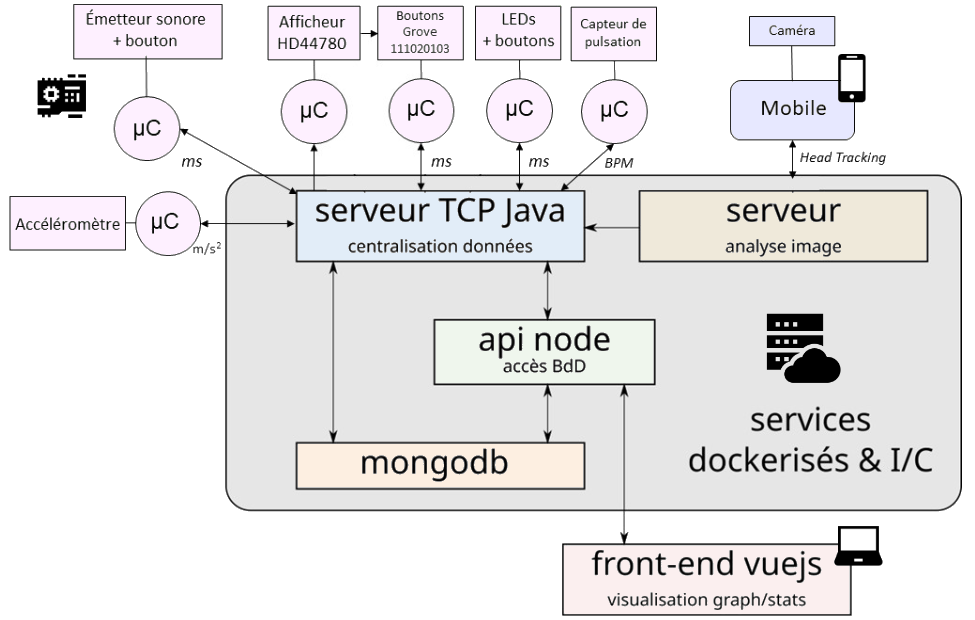 Émetteur sonore
+ bouton
Afficheur
HD44780
Boutons
Grove
111020103
LEDs
+ boutons
Capteur de
pulsation
Caméra
µC
µC
µC
µC
µC
Mobile
ms
ms
ms
BPM
Head Tracking
Accéléromètre
µC
m/s²
serveur TCP Java
centralisation données
serveur
analyse image
api node
accès BdD
services
dockerisés & I/C
mongodb
front-end vuejs
visualisation graph/stats